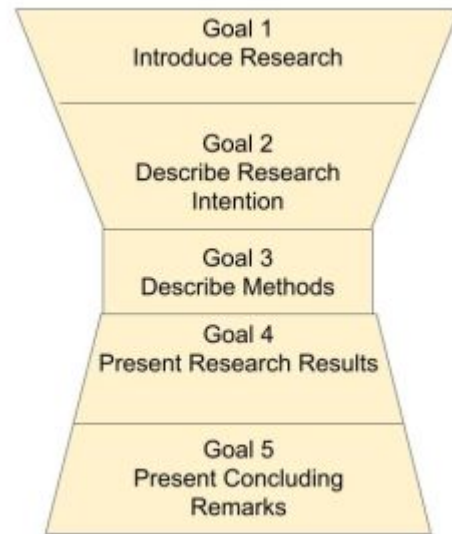 Goal 1
Introduce Research
Goal 2
Describe Research
Intention
Goal 3
Describe Methods
Goal 4
Present Research Results
Goal 5
Present Concluding
Remarks